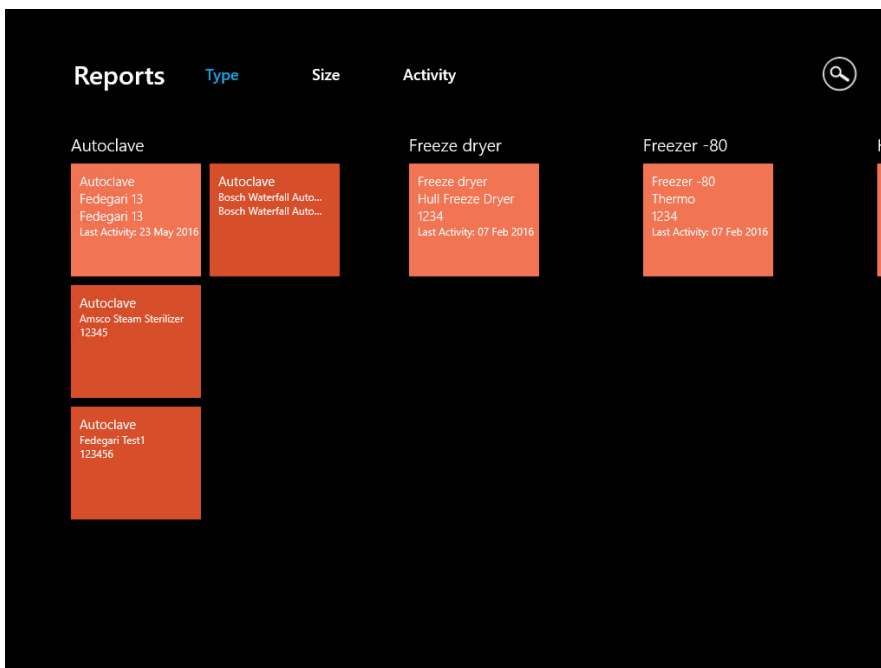 Reports
Type
Size
Activity
Autoclave
Autoclave
Fedegari 13
Fedegari 13
Last Activity: 23 May 2016
Autoclave
Bosch Waterfall Auto...
Bosch Waterfall Auto...
Autoclave
Amsco Steam Sterilizer
12345
Autoclave
Fedegari Test1
123456
Freeze dryer
Freeze dryer
Hull Freeze Dryer
1234
Last Activity: 07 Feb 2016
Freezer -80
Freezer -80
Thermo
1234
Last Activity: 07 Feb 2016